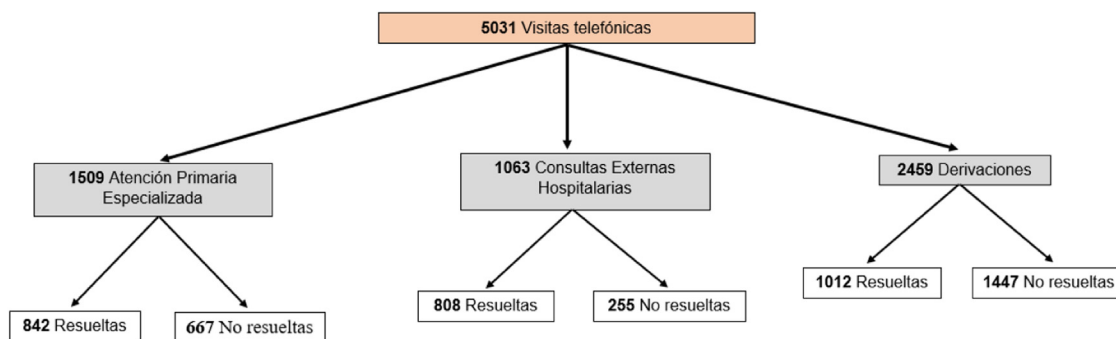 5031 Visitas telefónicas
1509 Atención Primaria
Especializada
1063 Consultas Externas
Hospitalarias
2459 Derivaciones
842 Resueltas
667 No resueltas
808 Resueltas
255 No resueltas
1012 Resueltas
1447 No resueltas